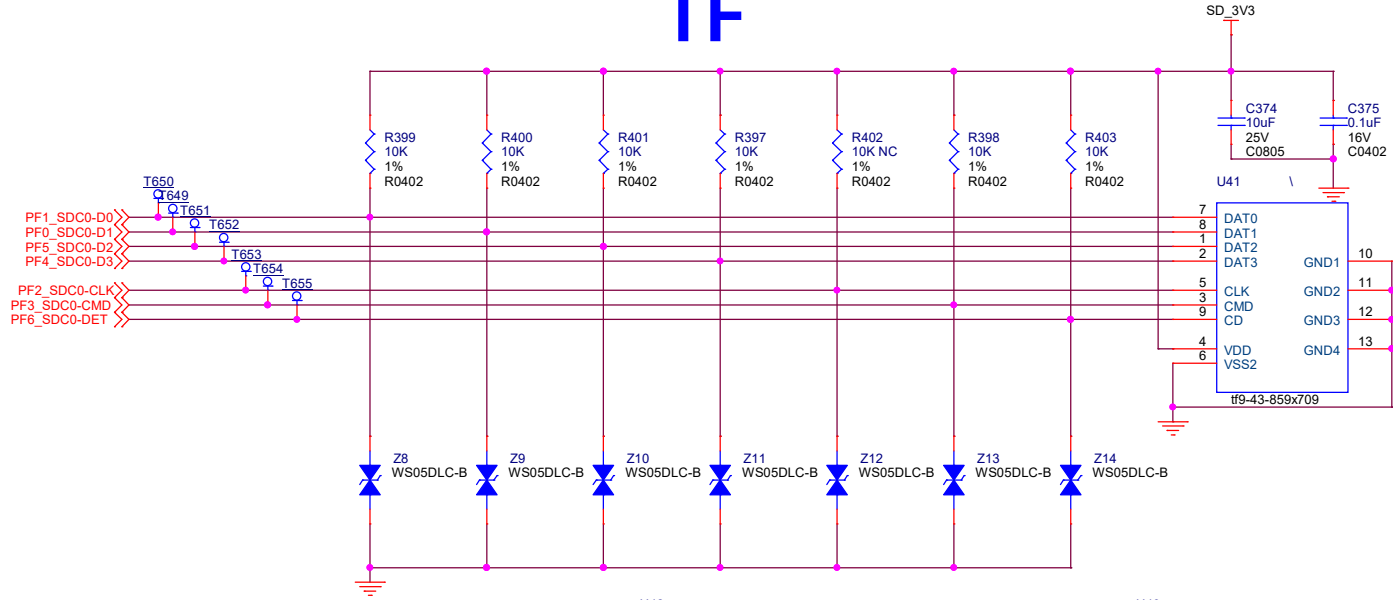 TF
SD_3V3
C374
10uF
25V
C0805
C375
0.1uF
16V
C0402
R399
10K
1%
R0402
R400
10K
1%
R0402
R401
10K
1%
R0402
R397
10K
1%
R0402
R402
10K NC
1%
R0402
R398
10K
1%
R0402
R403
10K
1%
R0402
T650
T649
T651
T652
T653
T654
T655
PF1_SDC0-D0
PF0_SDC0-D1
PF5_SDC0-D2
PF4_SDC0-D3
PF2_SDC0-CLK
PF3_SDC0-CMD
PF6_SDC0-DET
U41 \
7 DAT0
8 DAT1
1 DAT2
2 DAT3
5 CLK
3 CMD
9 CD
4 VDD
6 VSS2
GND1 10
GND2 11
GND3 12
GND4 13
tf9-43-859x709
Z8
WS05DLC-B
Z9
WS05DLC-B
Z10
WS05DLC-B
Z11
WS05DLC-B
Z12
WS05DLC-B
Z13
WS05DLC-B
Z14
WS05DLC-B